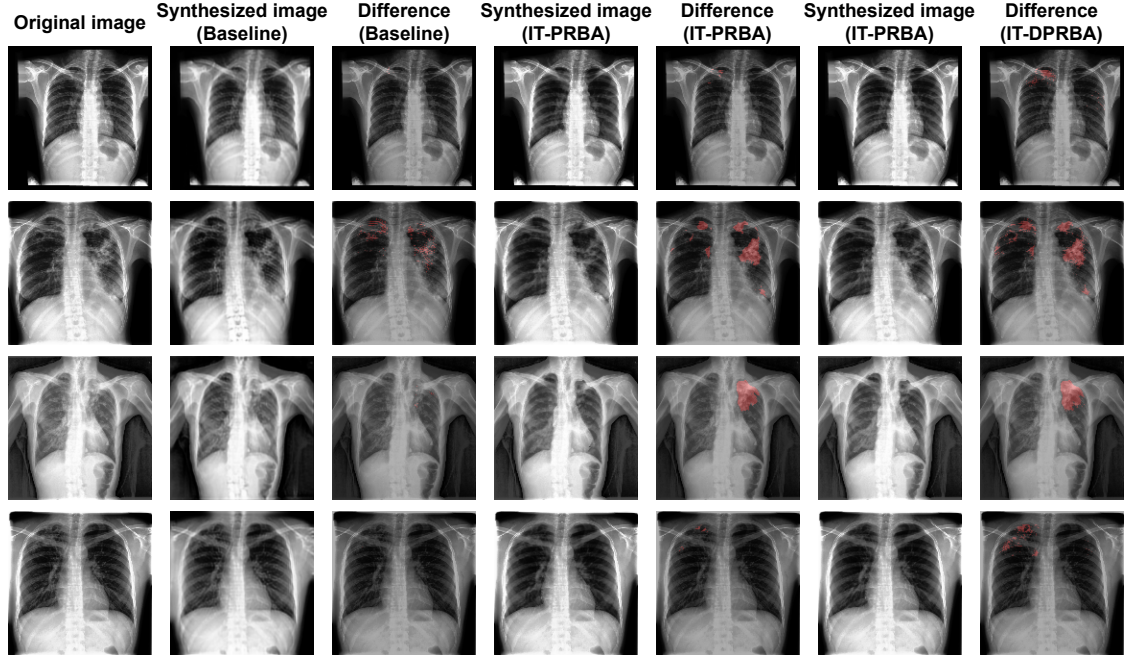 Original image
Synthesized image
(Baseline)
Difference
(Baseline)
Synthesized image
(IT-PRBA)
Difference
(IT-PRBA)
Synthesized image
(IT-PRBA)
Difference
(IT-DPRBA)